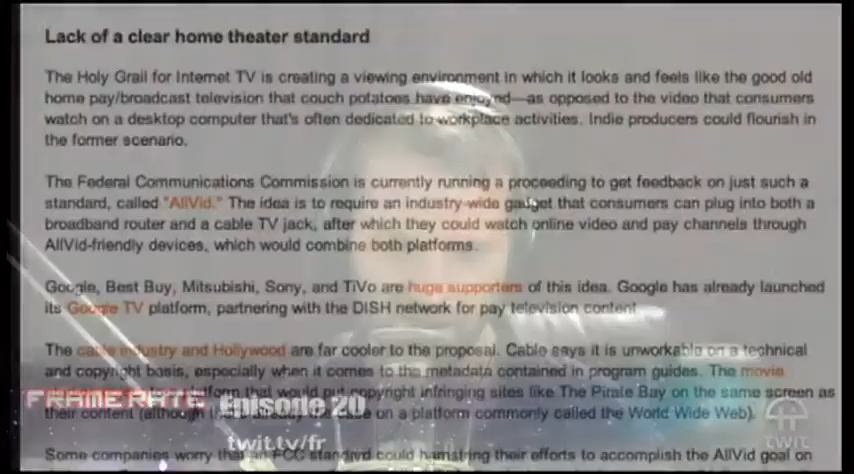 Lack of a clear home theater standard
The Holy Grail for Internet TV is creating a viewing environment in which it looks and feels like the good old
home pay/broadcast television that couch potatoes have enjoyed—as opposed to the video that consumers
watch on a desktop computer that's often dedicated to workplace activities. Indie producers could flourish in
the former scenario.
The Federal Communications Commission is currently running a proceeding to get feedback on just such a
standard, called "AllVid." The idea is to require an industry-wide gadget that consumers can plug into both a
broadband router and a cable TV jack, after which they could watch online video and pay channels through
AllVid-friendly devices, which would combine both platforms.
Google, Best Buy, Mitsubishi, Sony, and TiVo are huge supporters of this idea. Google has already launched
its Google TV platform, partnering with the DISH network for pay television content.
The cable industry and Hollywood are far cooler to the proposal. Cable says it is unworkable on a technical
and copyright basis, especially when it comes to the metadata contained in program guides. The movie
platform that would put copyright infringing sites like The Pirate Bay on the same screen as
their content (although on a platform commonly called the World Wide Web).
FRAMERATE Episode 20
twit.tv/fr
TWiT
Some companies worry that an FCC standard could hamstring their efforts to accomplish the AllVid goal on